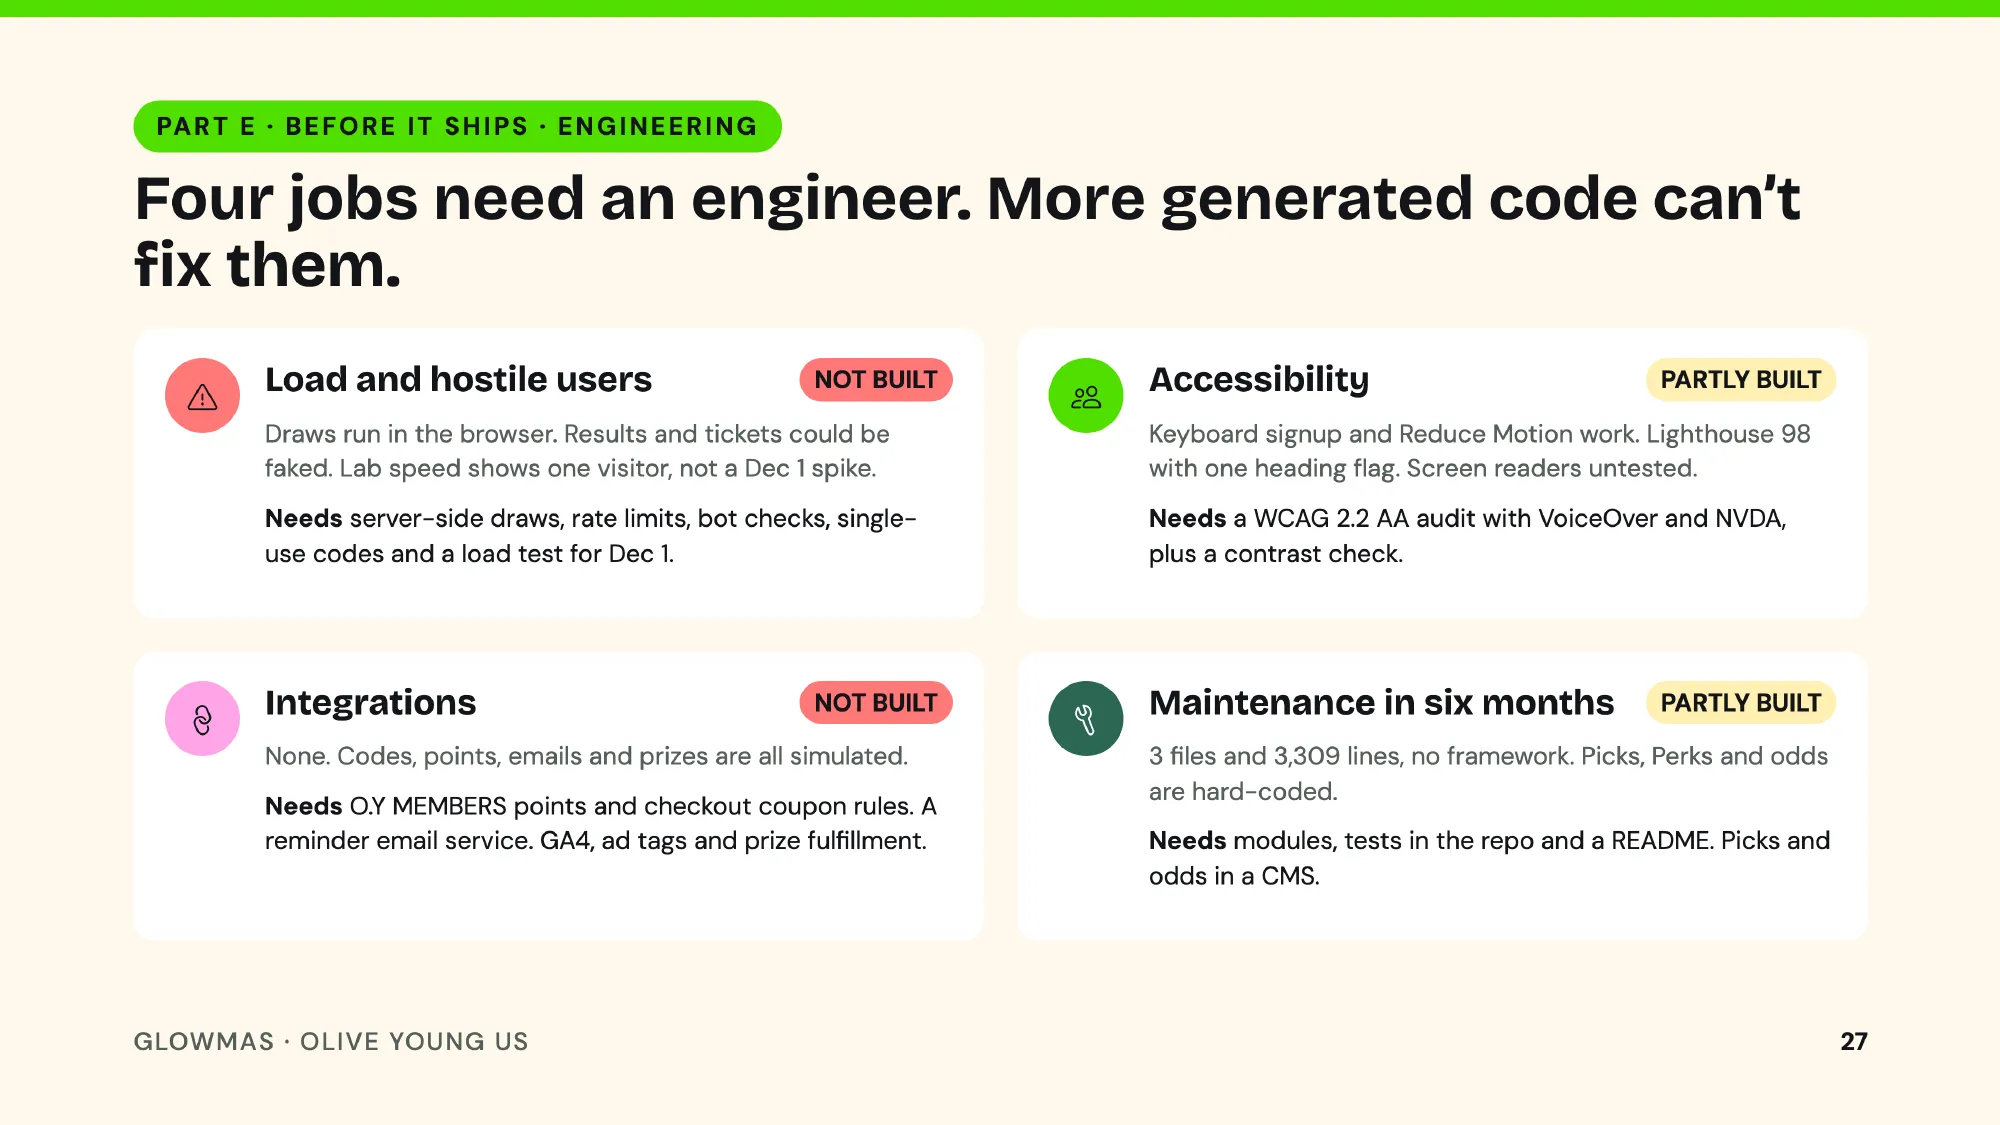 PART E · BEFORE IT SHIPS · ENGINEERING
Four jobs need an engineer. More generated code can’t
fix them.
Load and hostile users
NOT BUILT
Draws run in the browser. Results and tickets could be
faked. Lab speed shows one visitor, not a Dec 1 spike.
Needs server-side draws, rate limits, bot checks, single-
use codes and a load test for Dec 1.
Accessibility
PARTLY BUILT
Keyboard signup and Reduce Motion work. Lighthouse 98
with one heading flag. Screen readers untested.
Needs a WCAG 2.2 AA audit with VoiceOver and NVDA,
plus a contrast check.
Integrations
NOT BUILT
None. Codes, points, emails and prizes are all simulated.
Needs O.Y MEMBERS points and checkout coupon rules. A
reminder email service. GA4, ad tags and prize fulfillment.
Maintenance in six months
PARTLY BUILT
3 files and 3,309 lines, no framework. Picks, Perks and odds
are hard-coded.
Needs modules, tests in the repo and a README. Picks and
odds in a CMS.
GLOWMAS · OLIVE YOUNG US
27